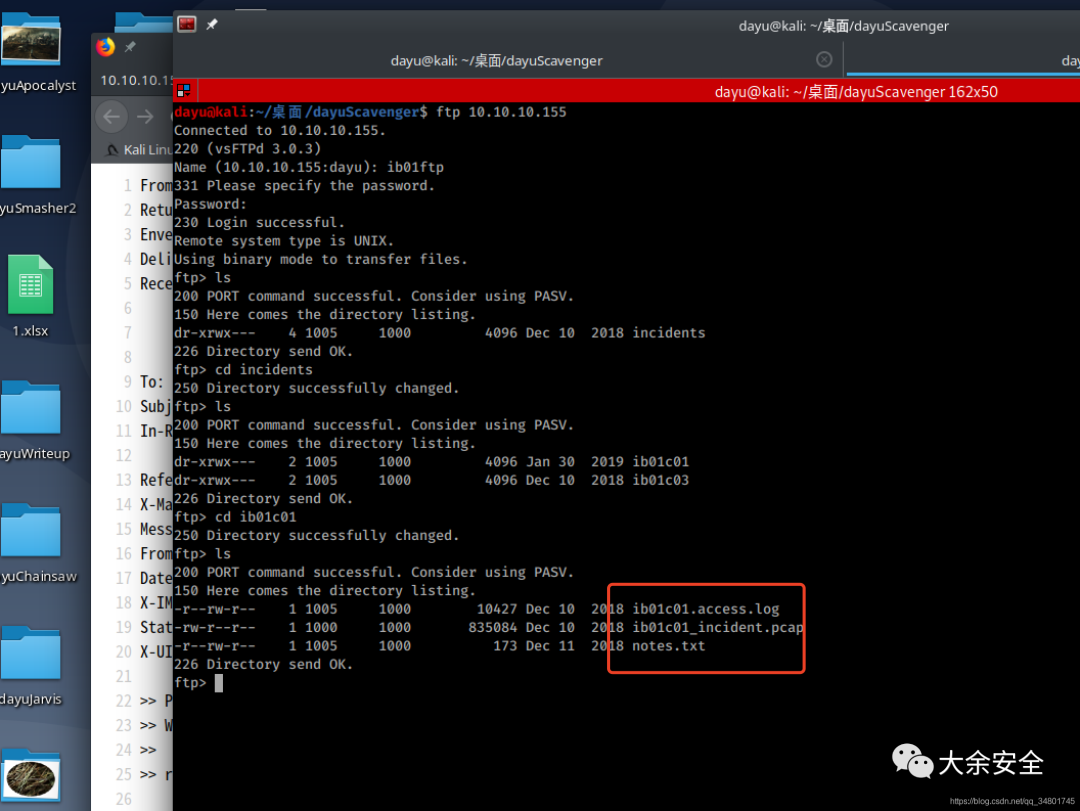 dayu@kali: ~/桌面/dayuScavenger
dayu@kali: ~/桌面/dayuScavenger
day
dayu@kali: ~/桌面/dayuScavenger 162x50
yuApocalyst
yuSmasher2
1.xlsx
ayuWriteup
yuChainsaw
dayuJarvis
10.10.10.15
Kali Linu
1 From
2 Retu
3 Enve
4 Deli
5 Rece
6
7
8
9 To:
10 Subj
11 In-R
12
13 Refe
14 X-Ma
15 Mess
16 From
17 Date
18 X-IM
19 Stat
20 X-UI
21
22 >> P
23 >> W
24 >>
25 >> r
26
dayu@kali:~/桌面/dayuScavenger$ ftp 10.10.10.155
Connected to 10.10.10.155.
220 (vsFTPd 3.0.3)
Name (10.10.10.155:dayu): ib01ftp
331 Please specify the password.
Password:
230 Login successful.
Remote system type is UNIX.
Using binary mode to transfer files.
ftp> ls
200 PORT command successful. Consider using PASV.
150 Here comes the directory listing.
dr-xrwx--- 4 1005 1000 4096 Dec 10 2018 incidents
226 Directory send OK.
ftp> cd incidents
250 Directory successfully changed.
ftp> ls
200 PORT command successful. Consider using PASV.
150 Here comes the directory listing.
dr-xrwx--- 2 1005 1000 4096 Jan 30 2019 ib01c01
dr-xrwx--- 2 1005 1000 4096 Dec 10 2018 ib01c03
226 Directory send OK.
ftp> cd ib01c01
250 Directory successfully changed.
ftp> ls
200 PORT command successful. Consider using PASV.
150 Here comes the directory listing.
-r--rw-r-- 1 1005 1000 10427 Dec 10 2018 ib01c01.access.log
-rw-r--r-- 1 1000 1000 835084 Dec 10 2018 ib01c01_incident.pcap
-r--rw-r-- 1 1005 1000 173 Dec 11 2018 notes.txt
226 Directory send OK.
ftp>
大余安全
https://blog.csdn.net/qq_34801745